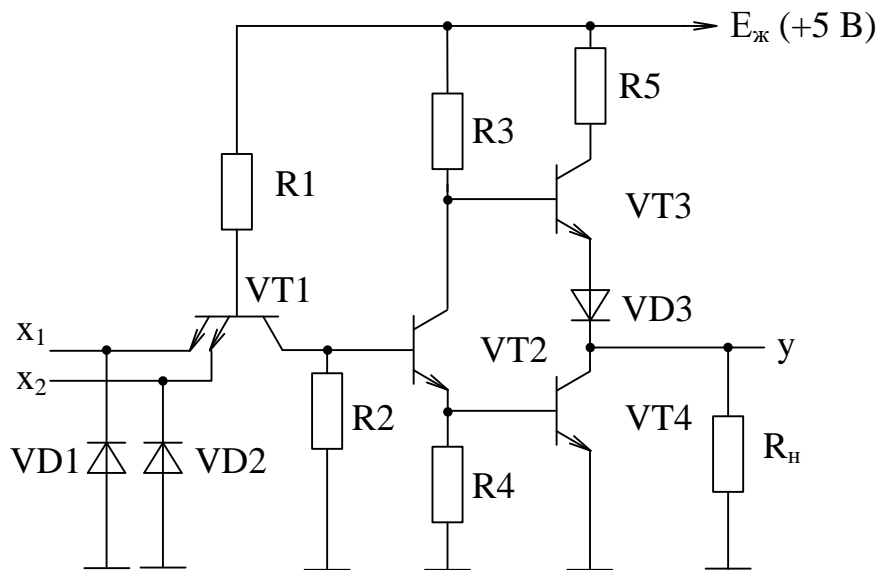 Eж (+5 В)
R5
R3
R1
VT3
VT1
VD3
x1
VT2
y
x2
R2
VT4
VD1
VD2
R4
Rн